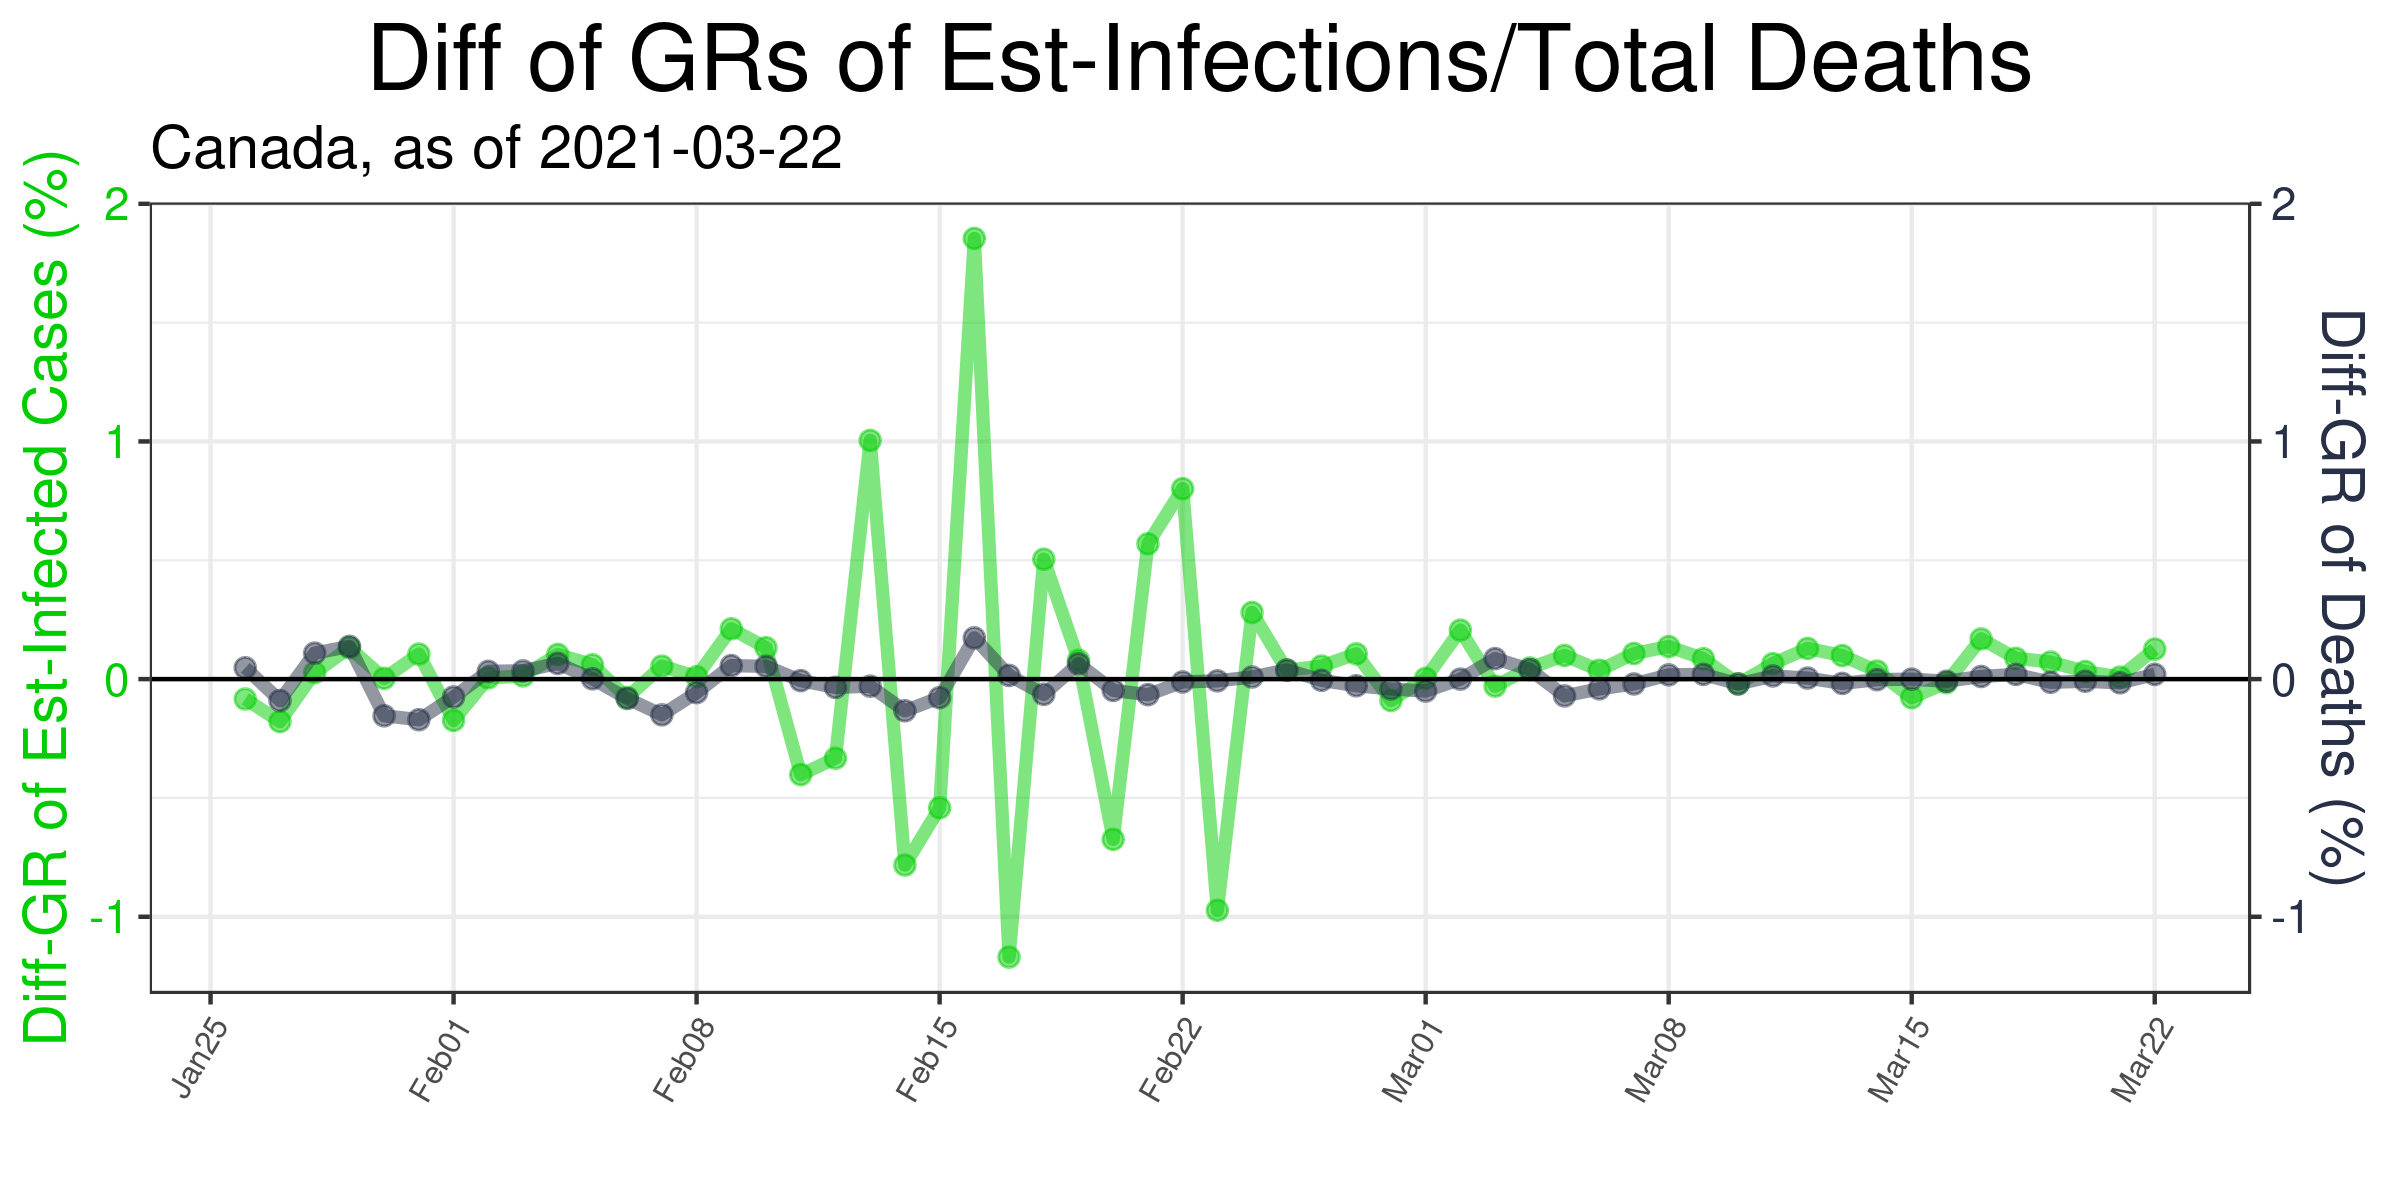 Diff of GRs of Est-Infections/Total Deaths
Canada, as of 2021-03-22
Diff-GR of Est-Infected Cases (%)
2
1
0
-1
2
1
0
-1
Diff-GR of Deaths (%)
Jan25
Feb01
Feb08
Feb15
Feb22
Mar01
Mar08
Mar15
Mar22